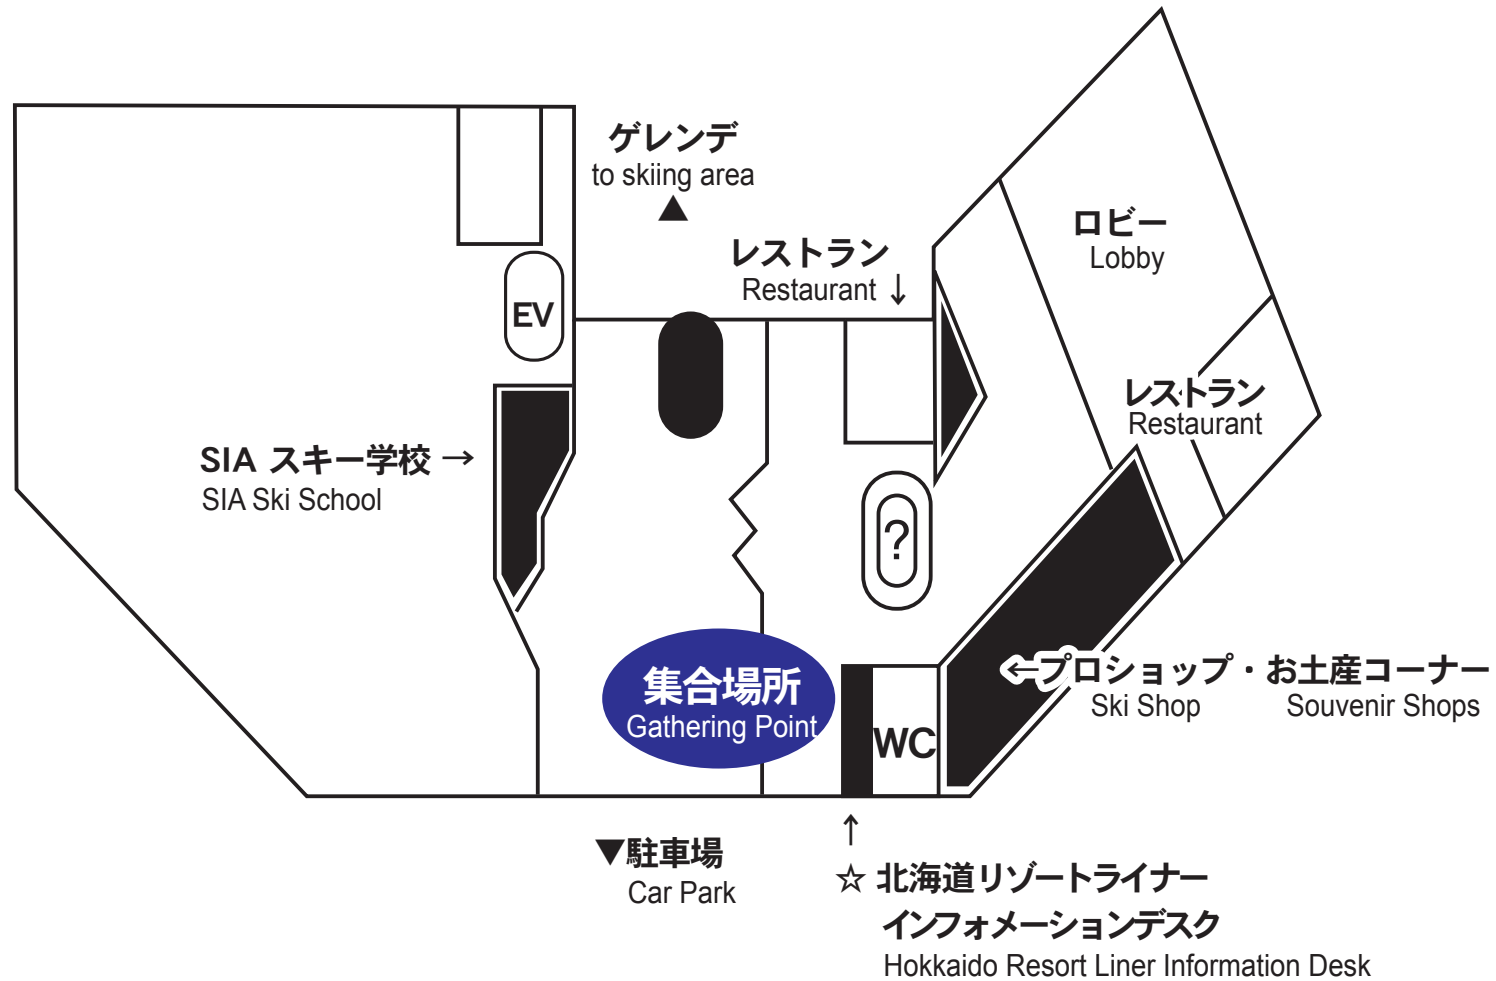 ゲレンデ
to skiing area
▲
レストラン
Restaurant ↓
ロビー
Lobby
EV
レストラン
Restaurant
SIA スキー学校 →
SIA Ski School
?
集合場所
Gathering Point
←プロショップ・お土産コーナー
Ski Shop Souvenir Shops
WC
▼駐車場
Car Park
↑
☆ 北海道リゾートライナー
インフォメーションデスク
Hokkaido Resort Liner Information Desk